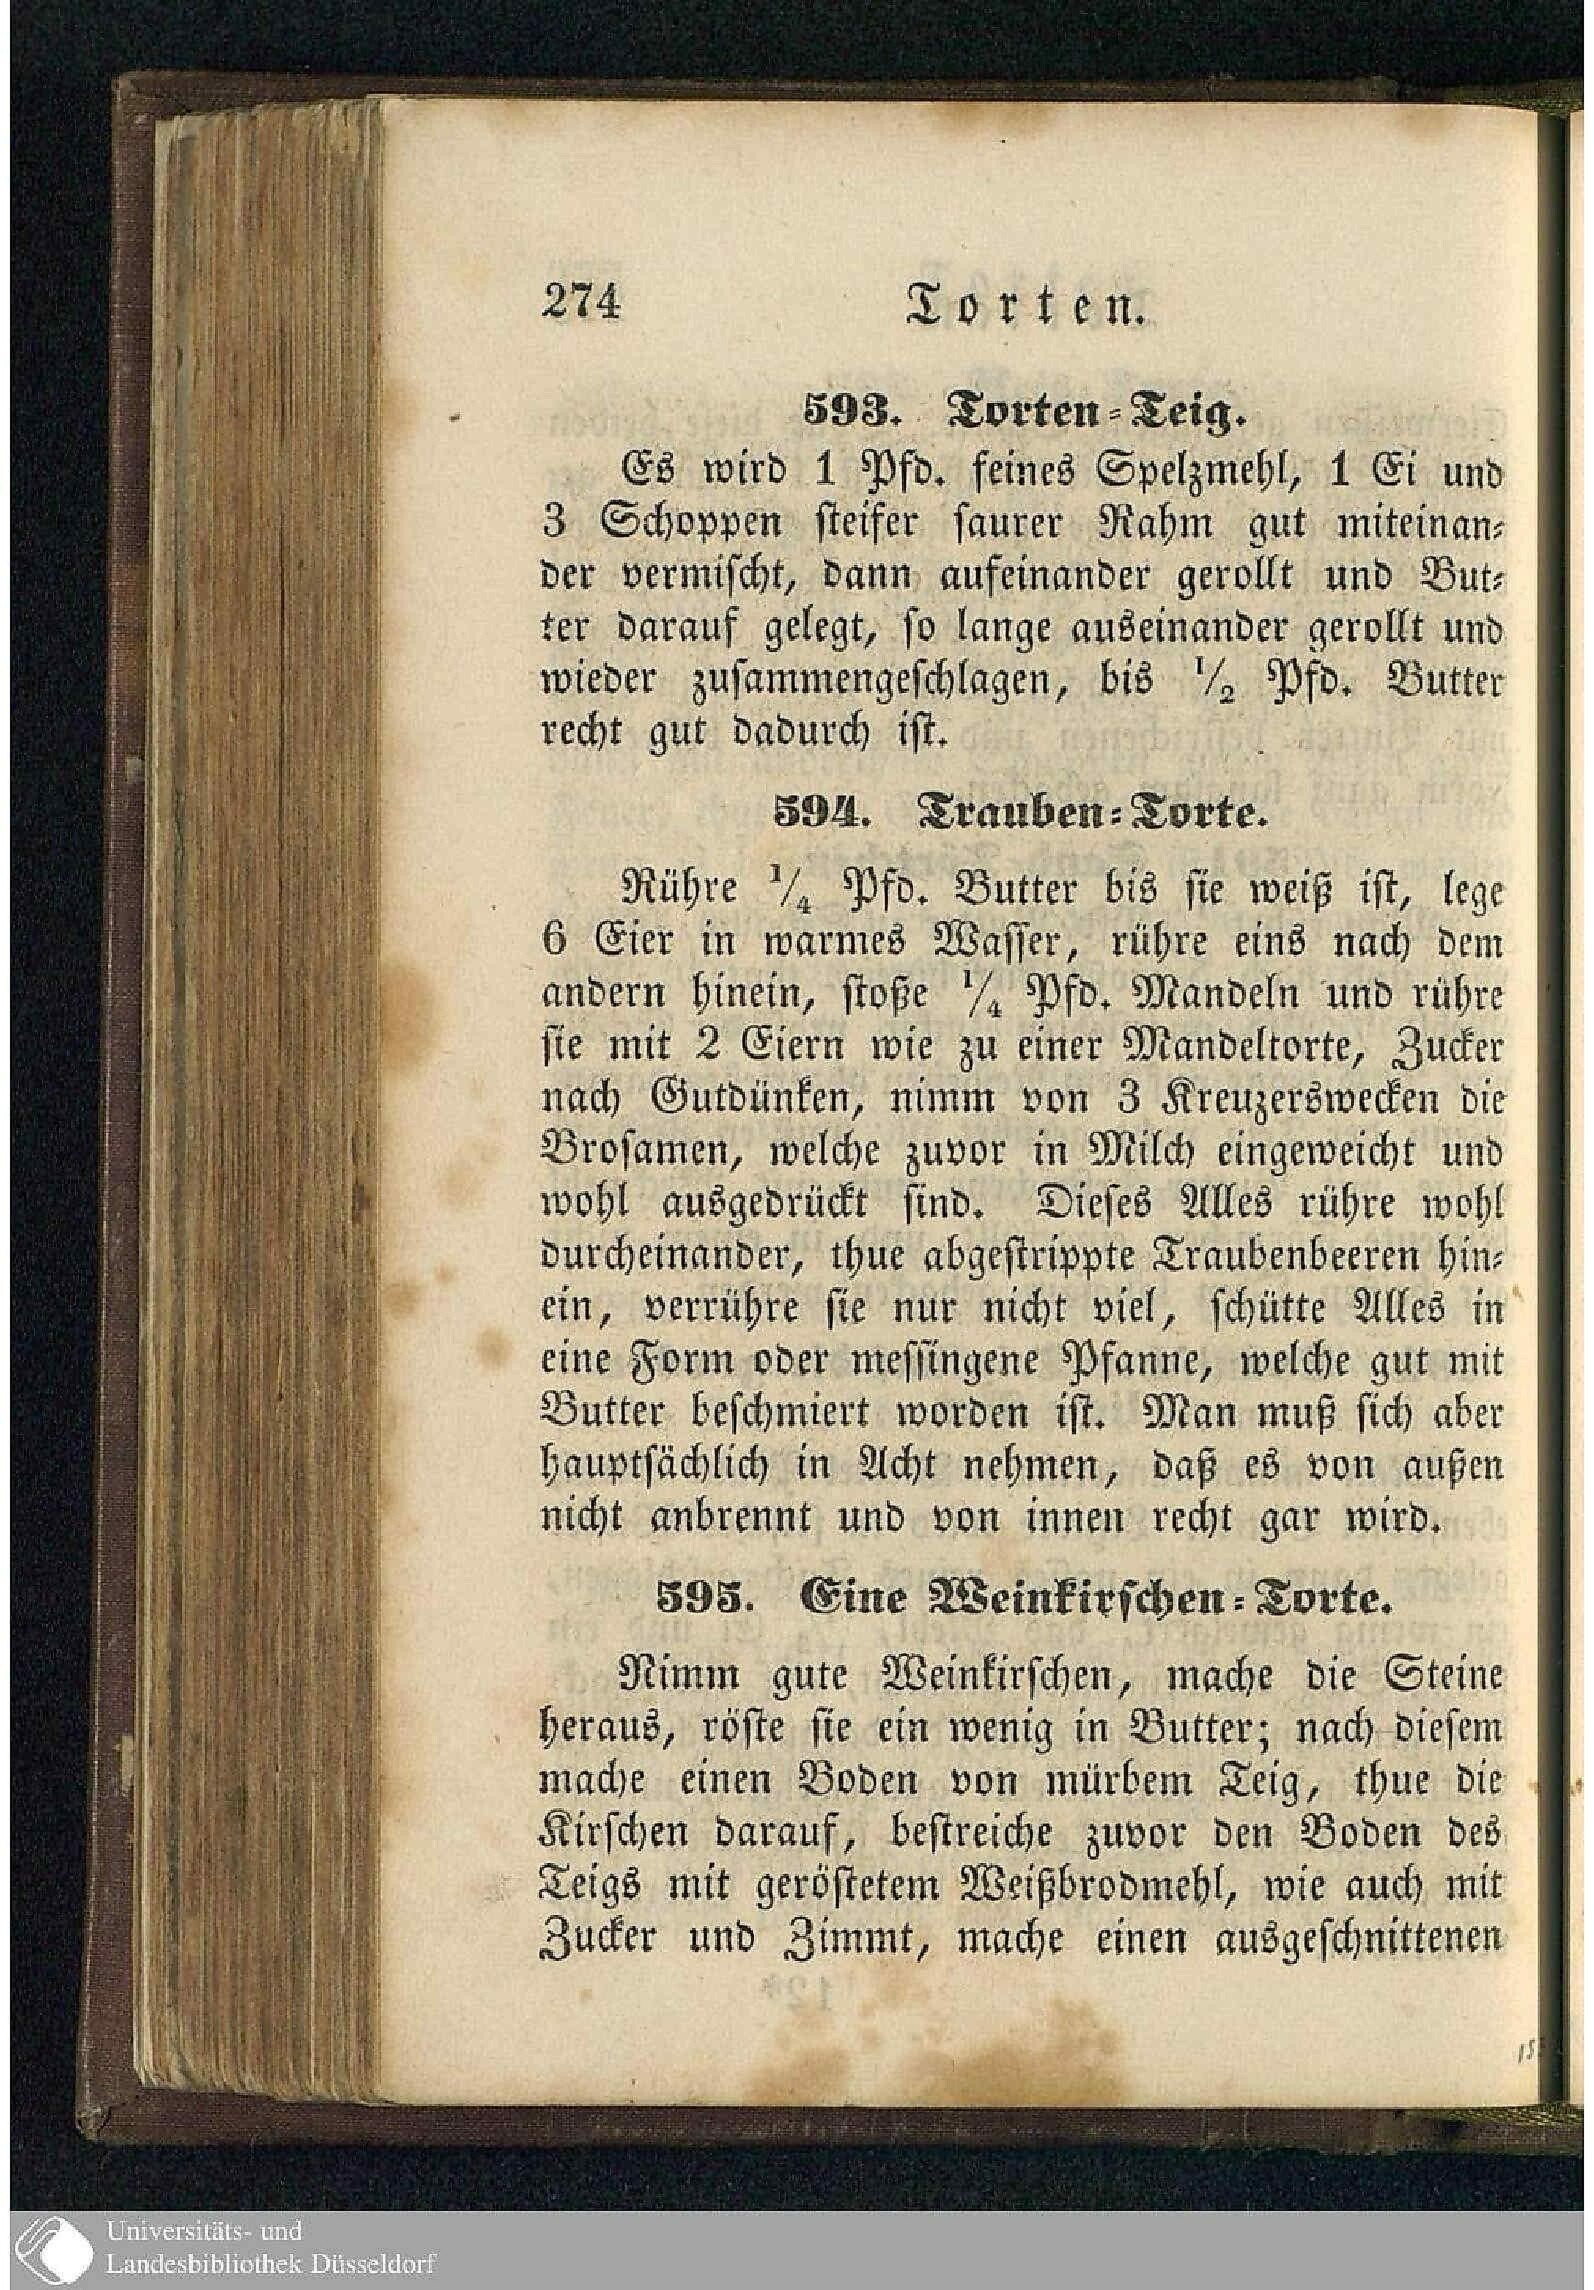 274 Torten.
593. Torten-Teig.
Es wird 1 Pfd. feines Spelzmehl, 1 Ei und
3 Schoppen steifer saurer Rahm gut miteinan-
der vermischt, dann aufeinander gerollt und But-
ter darauf gelegt, so lange auseinander gerollt und
wieder zusammengeschlagen, bis 1/2 Pfd. Butter
recht gut dadurch ist.
594. Trauben-Torte.
Rühre 1/4 Pfd. Butter bis sie weiß ist, lege
6 Eier in warmes Wasser, rühre eins nach dem
andern hinein, stoße 1/4 Pfd. Mandeln und rühre
sie mit 2 Eiern wie zu einer Mandeltorte, Zucker
nach Gutdünken, nimm von 3 Kreuzerswecken die
Brosamen, welche zuvor in Milch eingeweicht und
wohl ausgedrückt sind. Dieses Alles rühre wohl
durcheinander, thue abgestrippte Traubenbeeren hin-
ein, verrühre sie nur nicht viel, schütte Alles in
eine Form oder messingene Pfanne, welche gut mit
Butter beschmiert worden ist. Man muß sich aber
hauptsächlich in Acht nehmen, daß es von außen
nicht anbrennt und von innen recht gar wird.
595. Eine Weinkirschen-Torte.
Nimm gute Weinkirschen, mache die Steine
heraus, röste sie ein wenig in Butter; nach diesem
mache einen Boden von mürbem Teig, thue die
Kirschen darauf, bestreiche zuvor den Boden des
Teigs mit geröstetem Weißbrodmehl, wie auch mit
Zucker und Zimmt, mache einen ausgeschnittenen
Universitäts- und
Landesbibliothek Düsseldorf